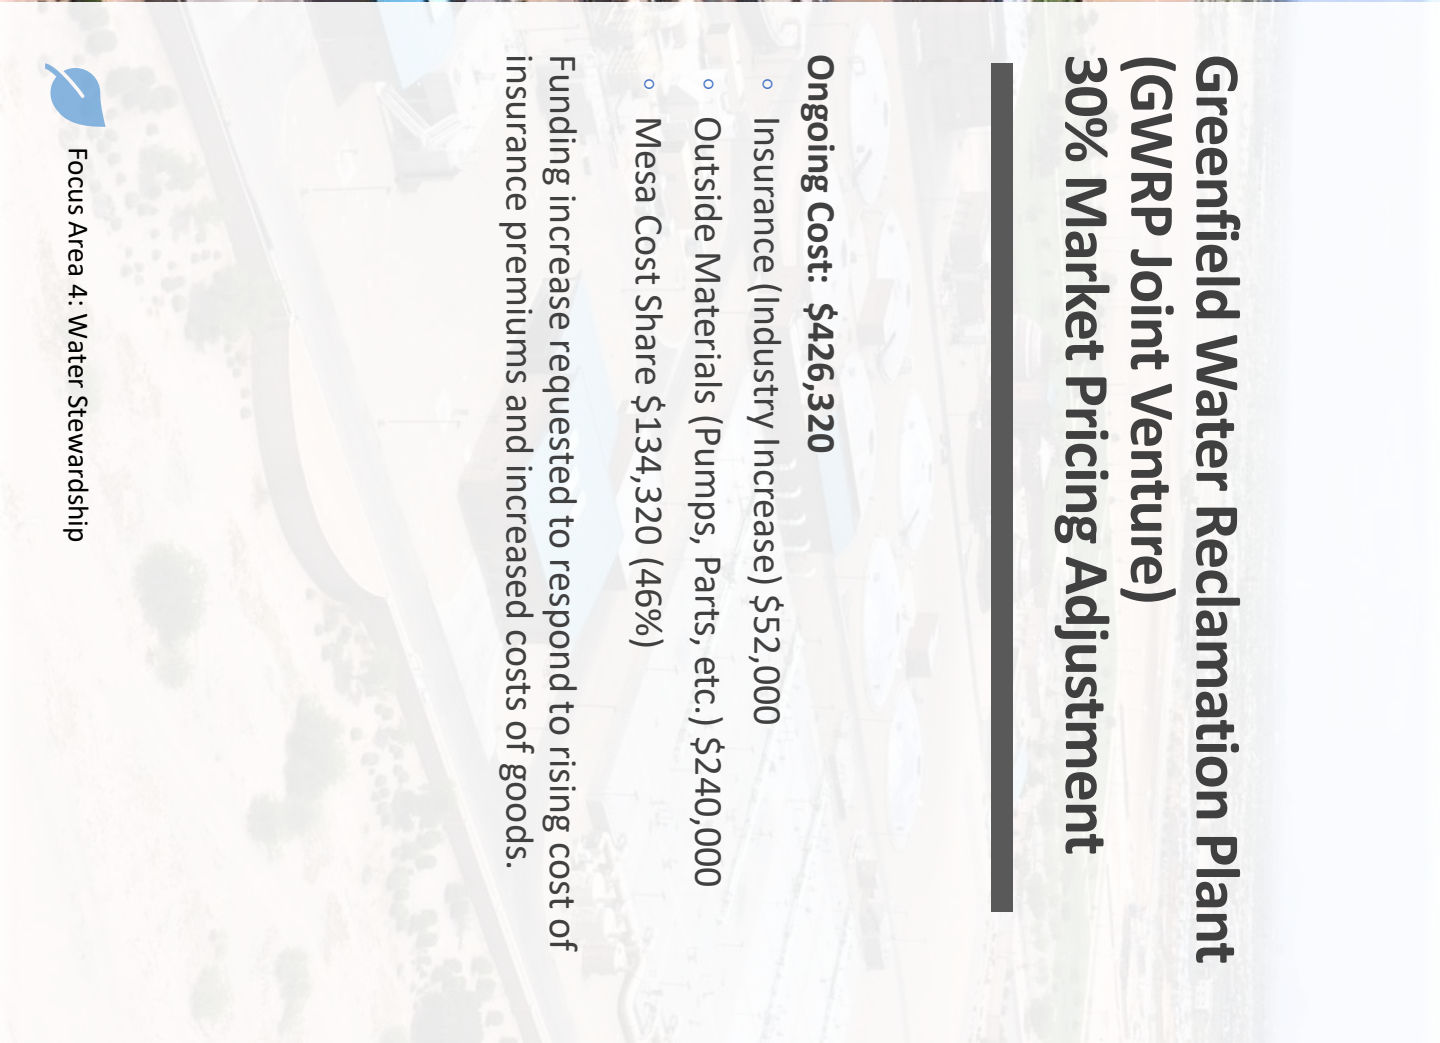 Greenfield Water Reclamation Plant
(GWRP Joint Venture)
30% Market Pricing Adjustment
Ongoing Cost: $426,320
◦ Insurance (Industry Increase) $52,000
◦ Outside Materials (Pumps, Parts, etc.) $240,000
◦ Mesa Cost Share $134,320 (46%)
Funding increase requested to respond to rising cost of
insurance premiums and increased costs of goods.
Focus Area 4: Water Stewardship